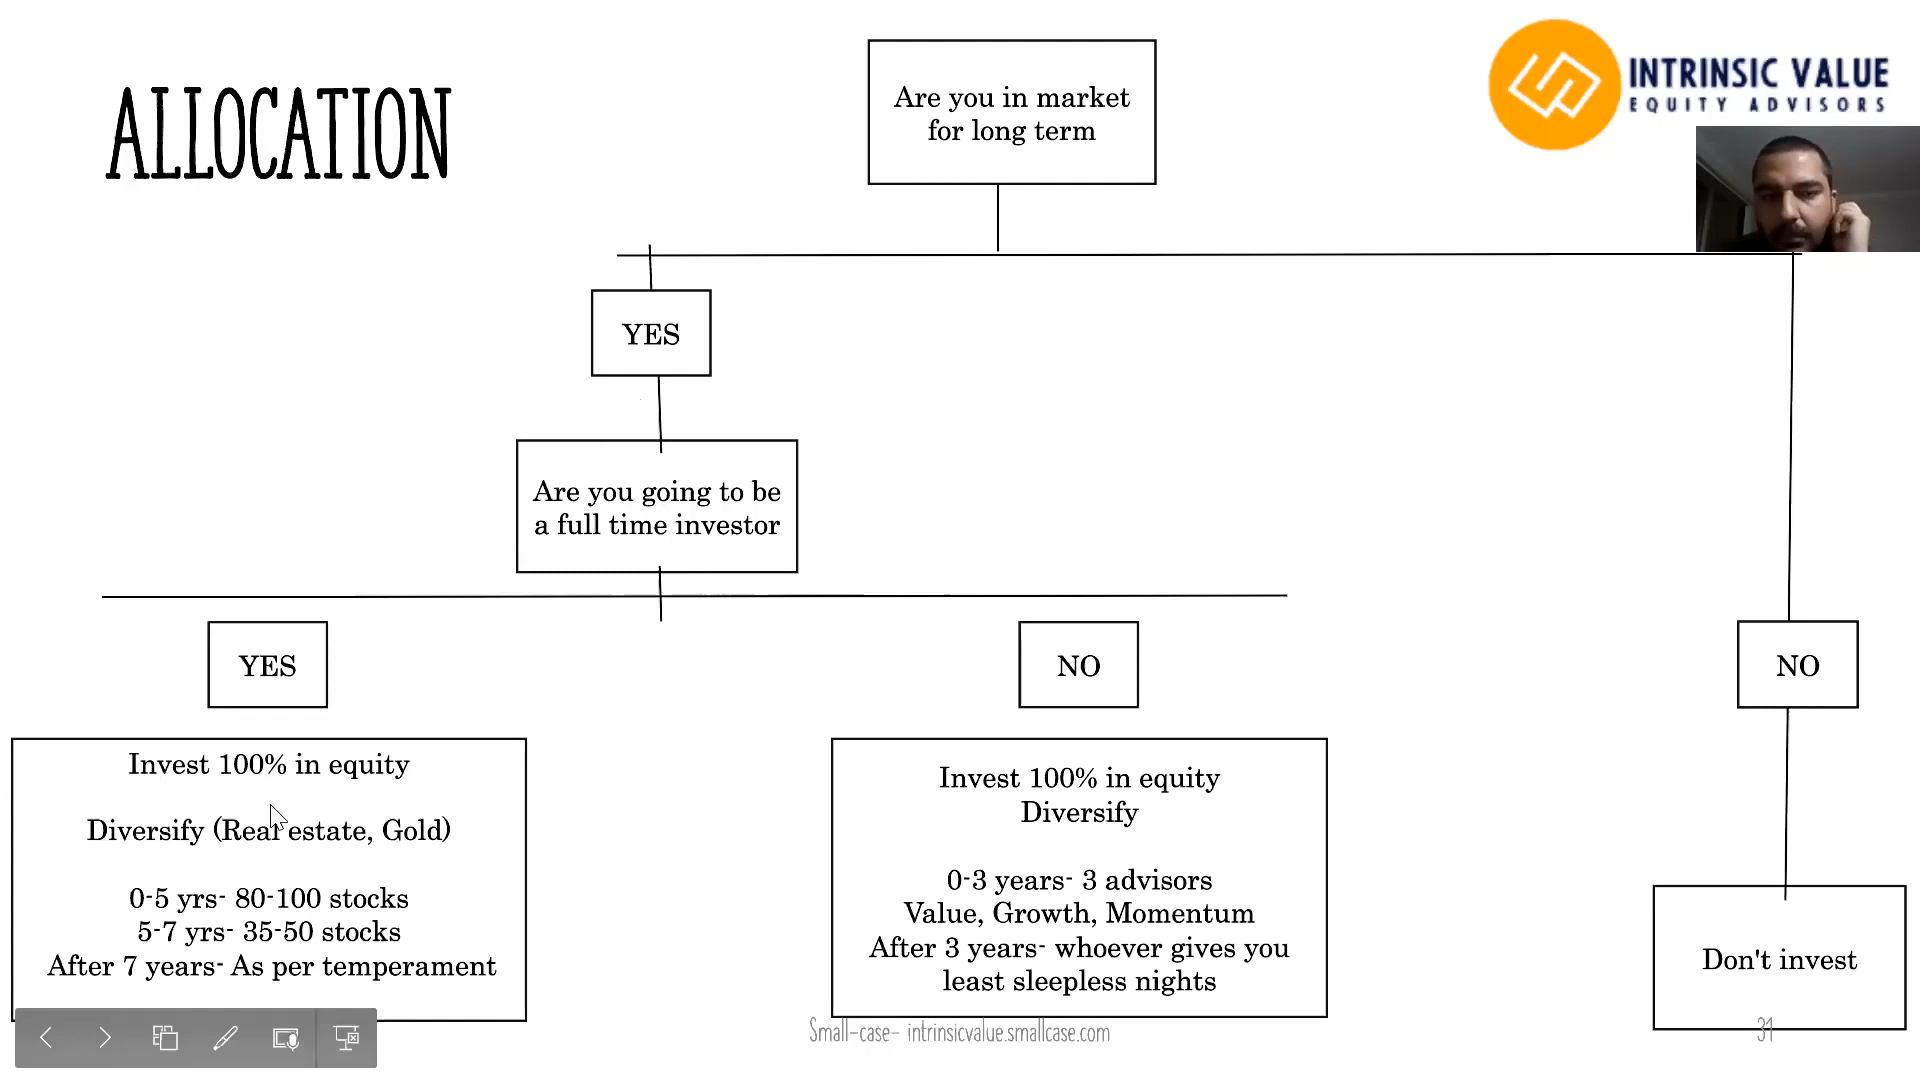 ALLOCATION
Are you in market
for long term
INTRINSIC VALUE
EQUITY ADVISORS
YES
Are you going to be
a full time investor
YES
NO
NO
Invest 100% in equity
Diversify (Real estate, Gold)
0-5 yrs- 80-100 stocks
5-7 yrs- 35-50 stocks
After 7 years- As per temperament
Invest 100% in equity
Diversify
0-3 years- 3 advisors
Value, Growth, Momentum
After 3 years- whoever gives you
least sleepless nights
Don't invest
Small-case- intrinsicvalue.smallcase.com
31